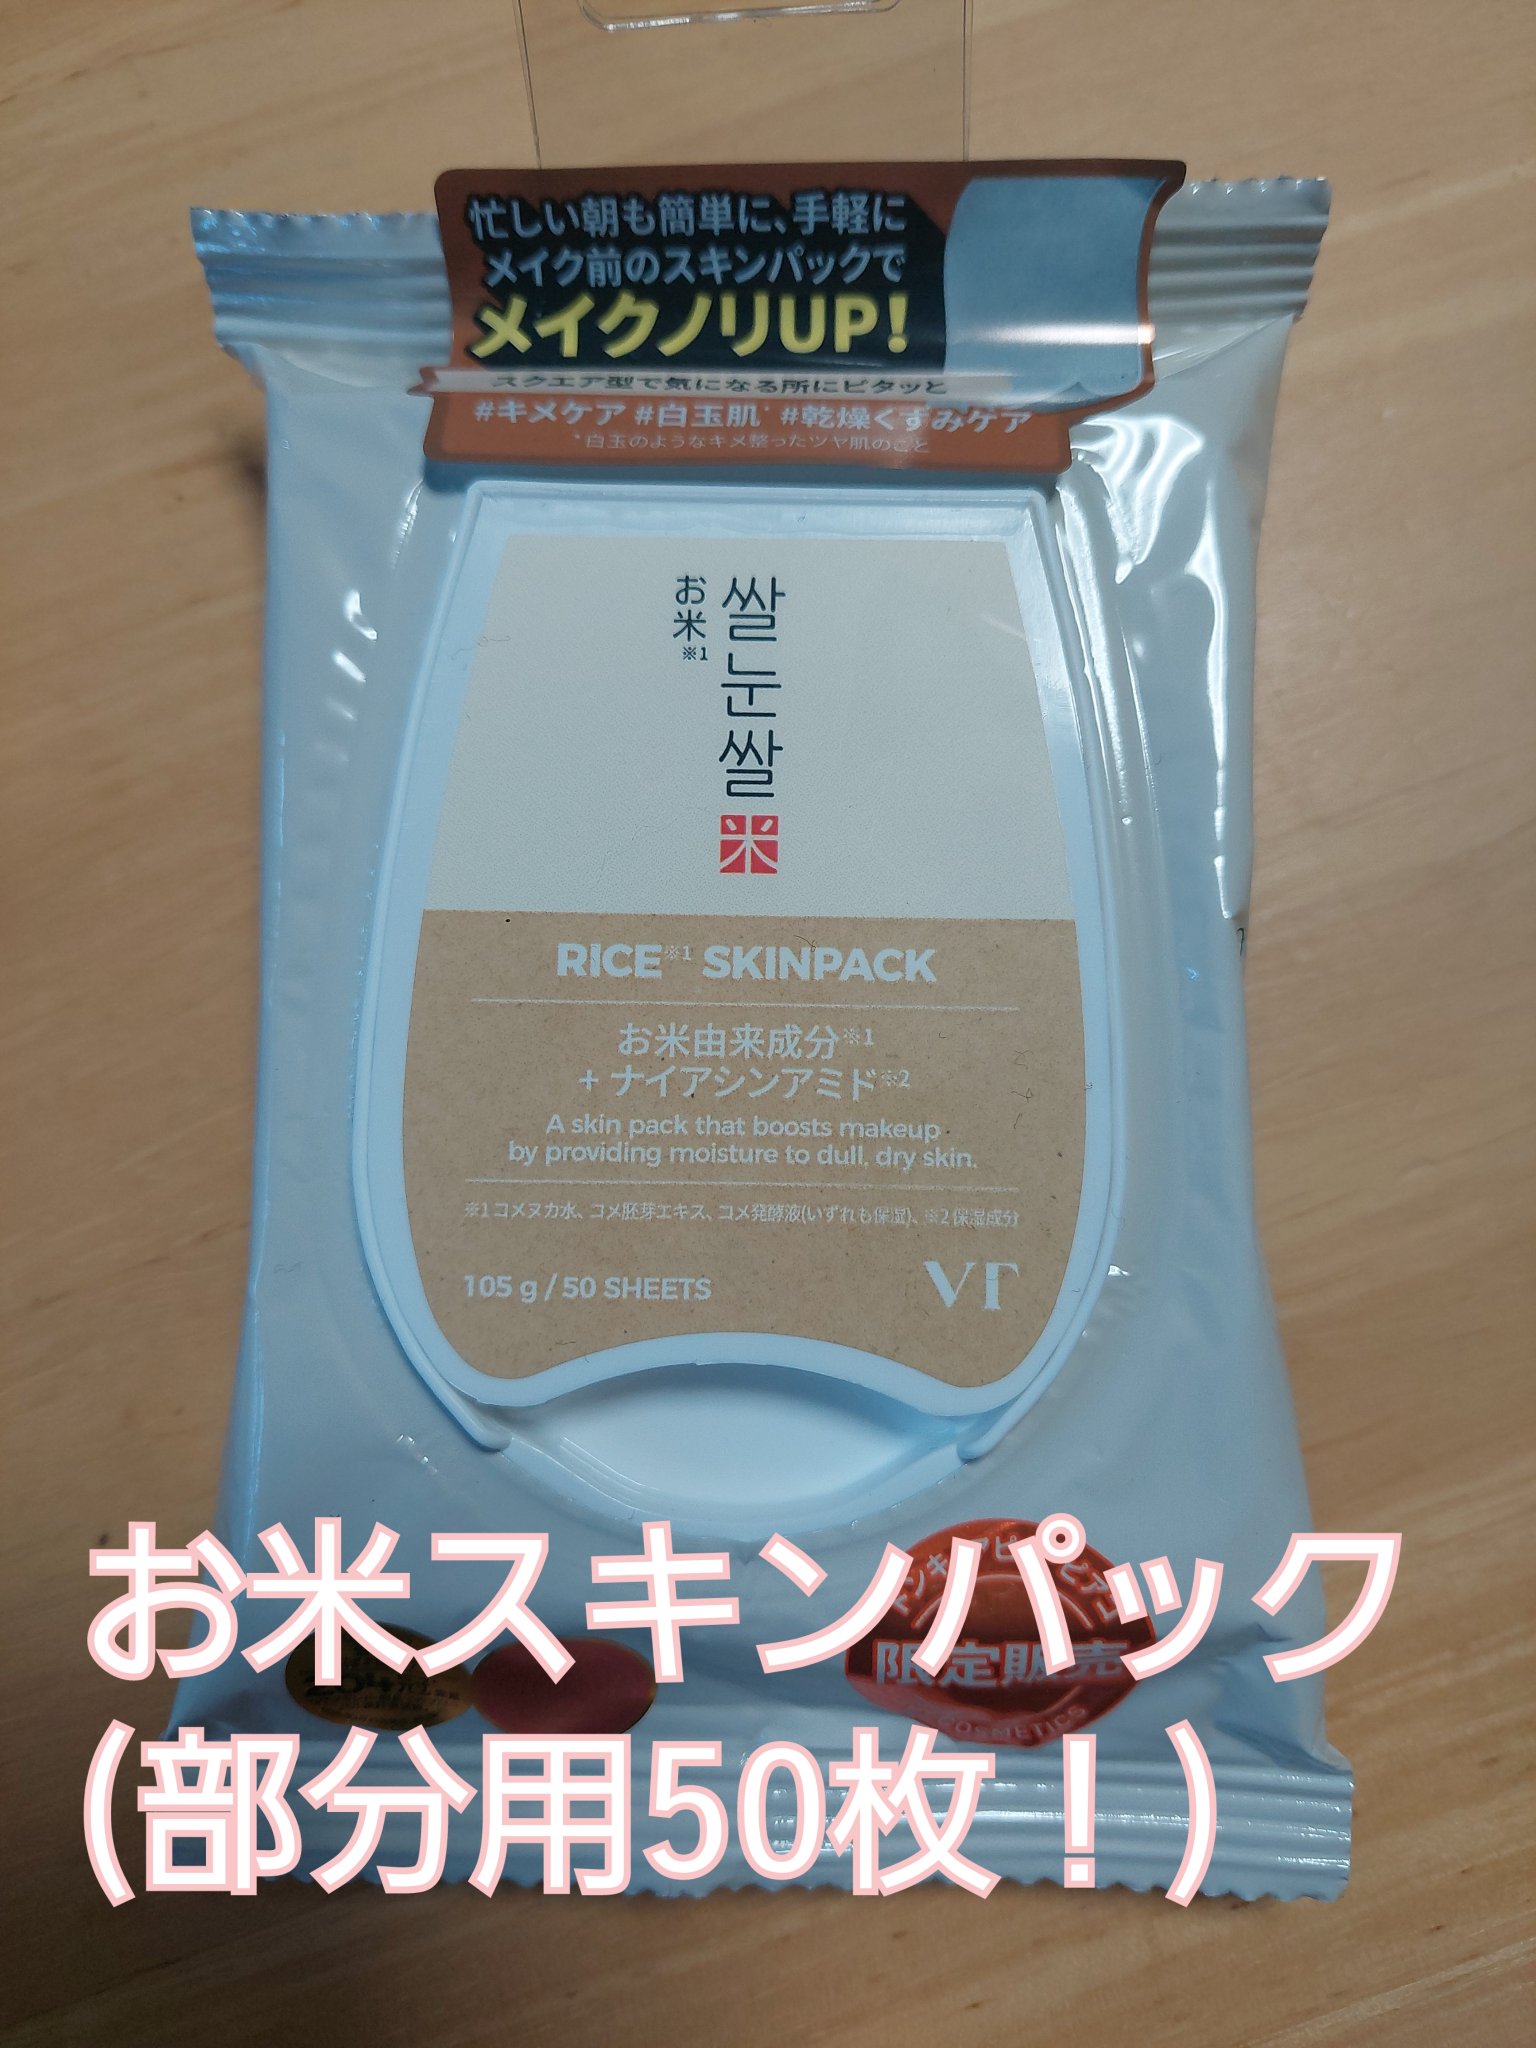 忙しい朝も簡単に、手軽に
メイク前のスキンパックで
メイクノリUP!
スクエア型で気になる所にピタッと
#キメケア #白玉肌* #乾燥くすみケア
*白玉のようなキメ整ったツヤ肌のこと
쌀눈쌀
お米※1
米
RICE※1 SKINPACK
お米由来成分※1
+ ナイアシンアミド※2
A skin pack that boosts makeup
by providing moisture to dull, dry skin.
※1 コメヌカ水、コメ胚芽エキス、コメ発酵液(いずれも保湿)、※2 保湿成分
105 g / 50 SHEETS
VT
限定販売
COSMETICS
お米スキンパック
(部分用50枚！)